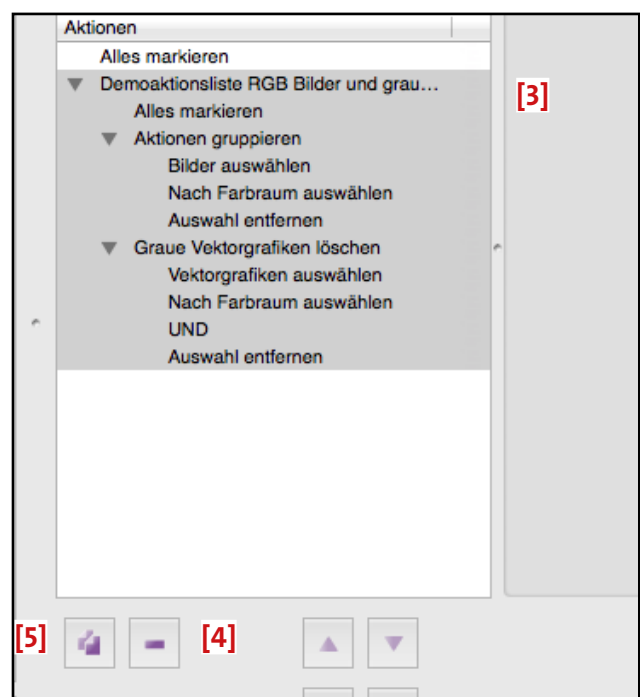 Aktionen
Alles markieren
Demoaktionsliste RGB Bilder und grau…
[3]
Alles markieren
Aktionen gruppieren
Bilder auswählen
Nach Farbraum auswählen
Auswahl entfernen
Graue Vektorgrafiken löschen
Vektorgrafiken auswählen
Nach Farbraum auswählen
UND
Auswahl entfernen
[5] [4]